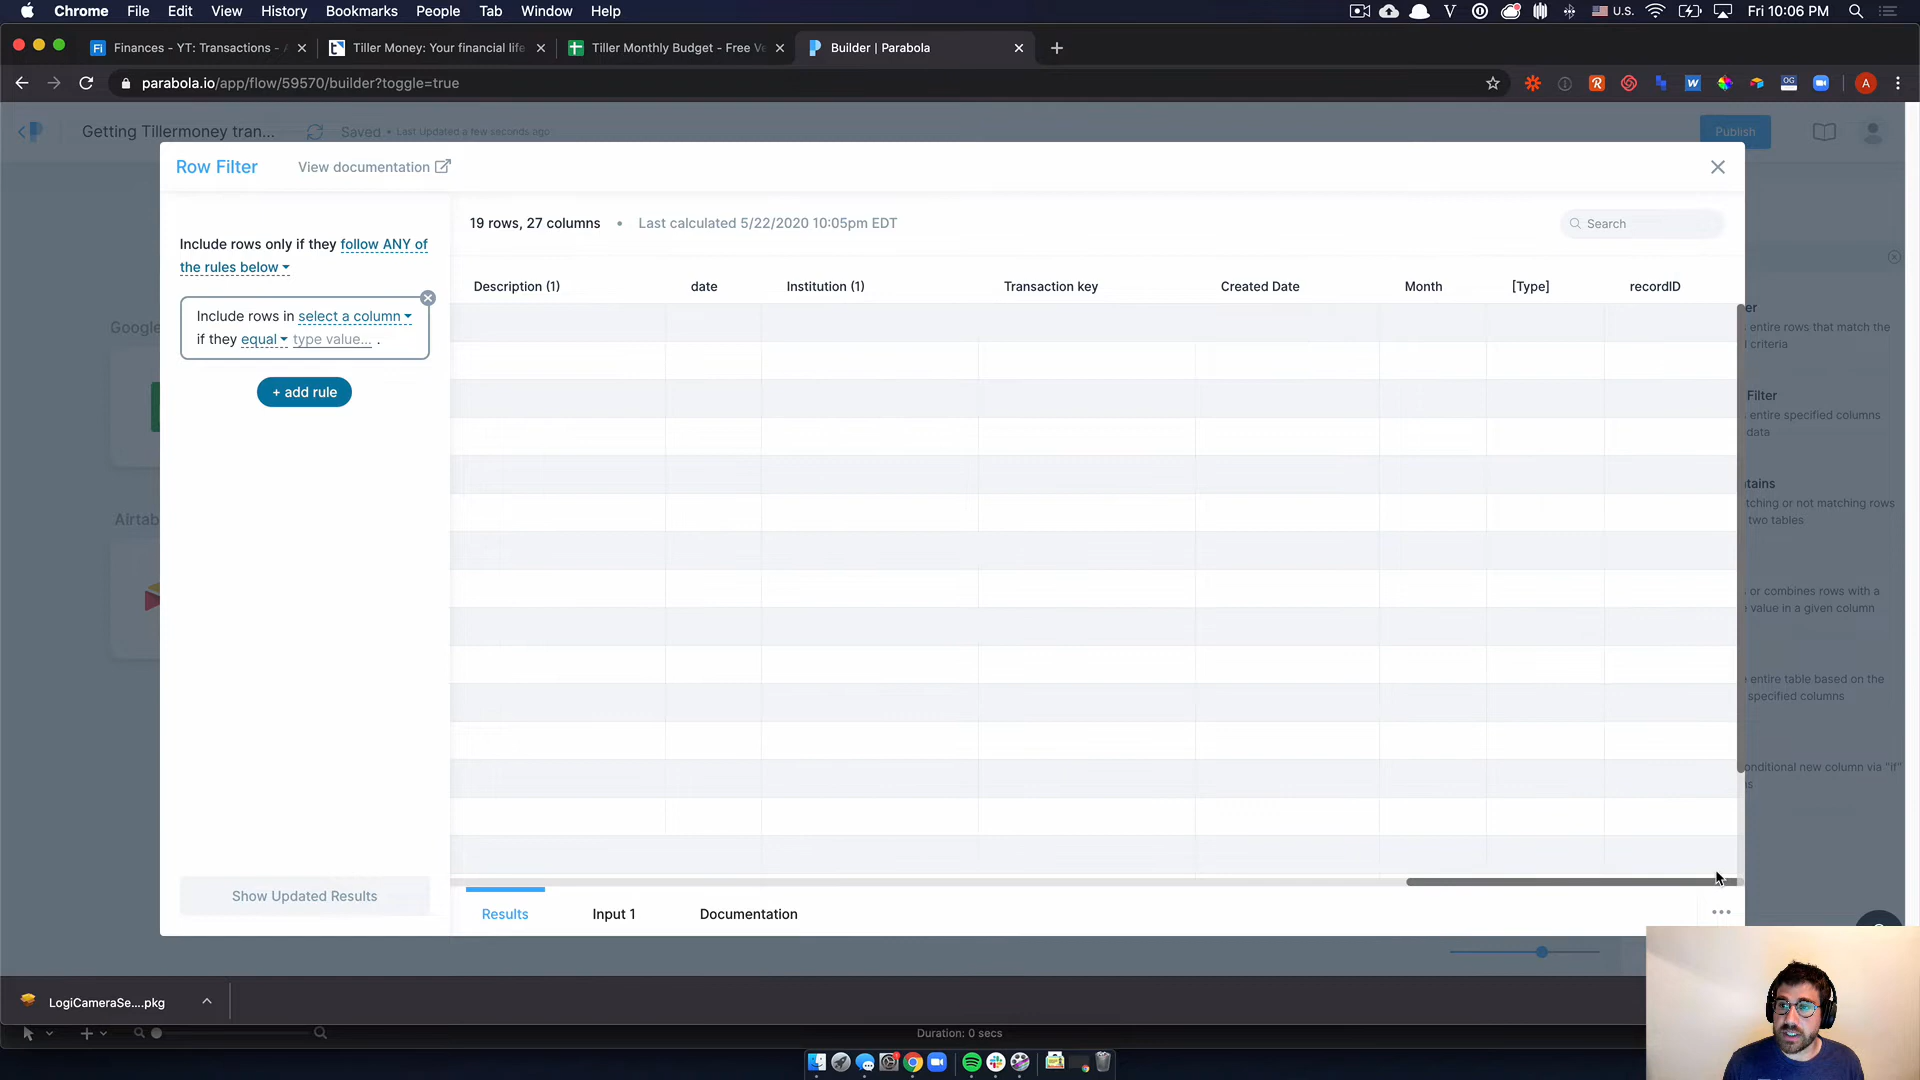 Chrome File Edit View History Bookmarks People Tab Window Help
U.S. Fri 10:06 PM
Finances - YT: Transactions -
Tiller Money: Your financial life
Tiller Monthly Budget - Free Ve
Builder | Parabola
parabola.io/app/flow/59570/builder?toggle=true
Getting Tillermoney tran... Saved • Last Updated a few seconds ago Publish
Row Filter View documentation
19 rows, 27 columns • Last calculated 5/22/2020 10:05pm EDT Search
Include rows only if they follow ANY of
the rules below
Description (1) date Institution (1) Transaction key Created Date Month [Type] recordID
Include rows in select a column
if they equal type value... .
+ add rule
Googl
Airtab
er
entire rows that match the
criteria
Filter
entire specified columns
data
tains
tching or not matching rows
two tables
or combines rows with a
value in a given column
entire table based on the
specified columns
onditional new column via "if"
ns
Show Updated Results
Results Input 1 Documentation
LogiCameraSe....pkg
Duration: 0 secs